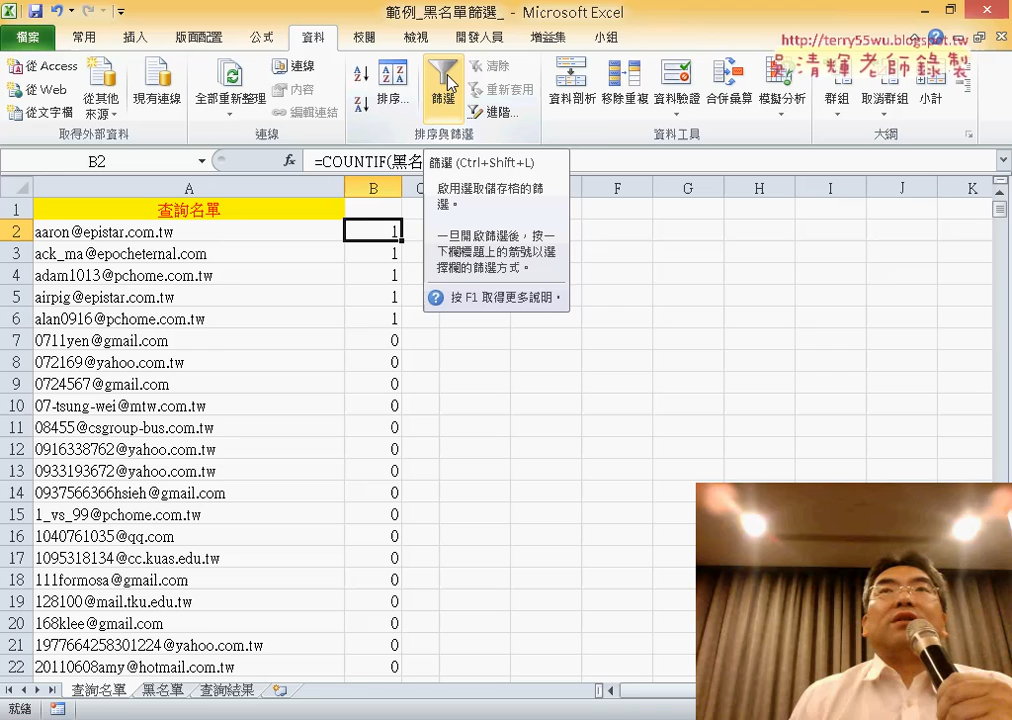 範例_黑名單篩選_ - Microsoft Excel
檔案 常用 插入 版面配置 公式 資料 校閱 檢視 開發人員 增益集 小組
http://terry55wu.blogspot.tw
吳清輝老師錄製
從 Access
從 Web
從文字檔
從其他來源
現有連線
取得外部資料
全部重新整理
連線
內容
編輯連結
連線
排序...
篩選
清除
重新套用
進階...
排序與篩選
資料剖析 移除重複 資料驗證 合併彙算 模擬分析
資料工具
群組 取消群組 小計
大綱
B2 fx =COUNTIF(黑名
篩選 (Ctrl+Shift+L)
啟用選取儲存格的篩
選。
一旦開啟篩選後，按一
下欄標題上的箭號以選
擇欄的篩選方式。
按 F1 取得更多說明。
A B C F G H I J K
1 查詢名單
2 aaron@epistar.com.tw 1
3 ack_ma@epocheternal.com 1
4 adam1013@pchome.com.tw 1
5 airpig@epistar.com.tw 1
6 alan0916@pchome.com.tw 1
7 0711yen@gmail.com 0
8 072169@yahoo.com.tw 0
9 0724567@gmail.com 0
10 07-tsung-wei@mtw.com.tw 0
11 08455@csgroup-bus.com.tw 0
12 0916338762@yahoo.com.tw 0
13 0933193672@yahoo.com.tw 0
14 0937566366hsieh@gmail.com 0
15 1_vs_99@pchome.com.tw 0
16 1040761035@qq.com 0
17 1095318134@cc.kuas.edu.tw 0
18 111formosa@gmail.com 0
19 128100@mail.tku.edu.tw 0
20 168klee@gmail.com 0
21 1977664258301224@yahoo.com.tw 0
22 20110608amy@hotmail.com.tw 0
查詢名單 黑名單 查詢結果
就緒